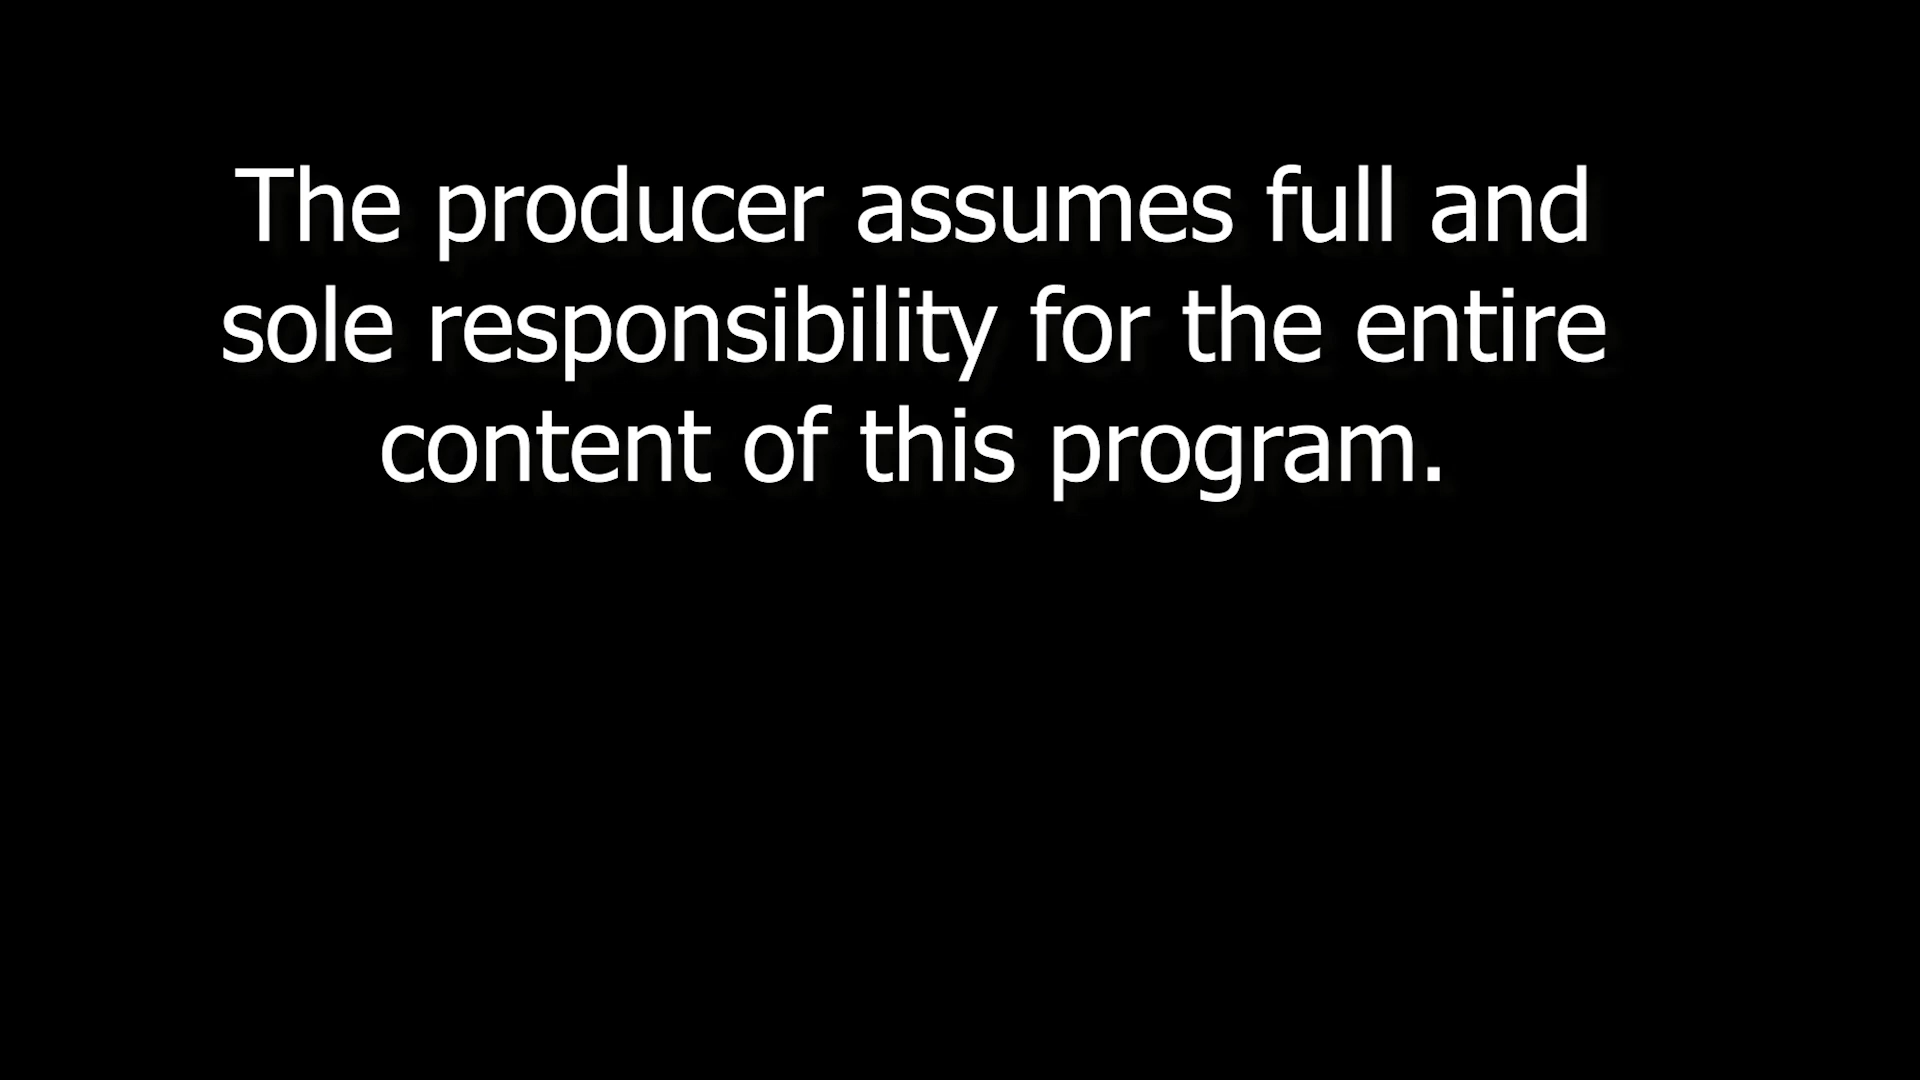 The producer assumes full and
sole responsibility for the entire
content of this program.